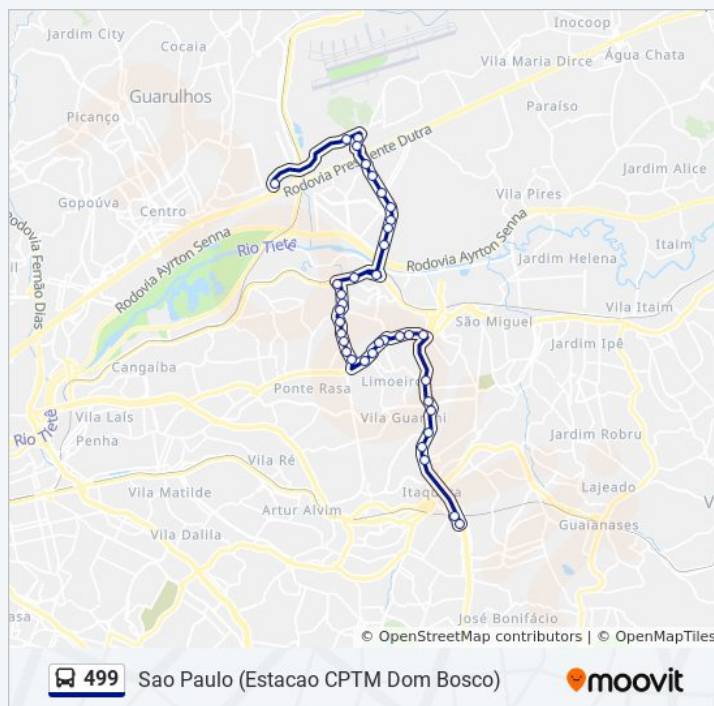 Jardim City
Inocoop
Cocaia
Vila Maria Dirce
Água Chata
Guarulhos
Picanço
Paraíso
Rodovia Presidente Dutra
Jardim Alice
Gopoúva
Centro
Vila Pires
Rodovia Fernão Dias
Rodovia Ayrton Senna
Rio Tietê
Rodovia Ayrton Senna
Itaim
Jardim Helena
São Miguel
Vila Itaim
Jardim Ipê
Cangaíba
Ponte Rasa
Limoeiro
Vila Guarani
Vila Laís
Rio Tietê
Penha
Jardim Robru
Vila Ré
Vila Matilde
Itaquera
Lajeado
Artur Alvim
Guaianases
Vila Dalila
José Bonifácio
© OpenStreetMap contributors | © OpenMapTiles
499 Sao Paulo (Estacao CPTM Dom Bosco)
moovit